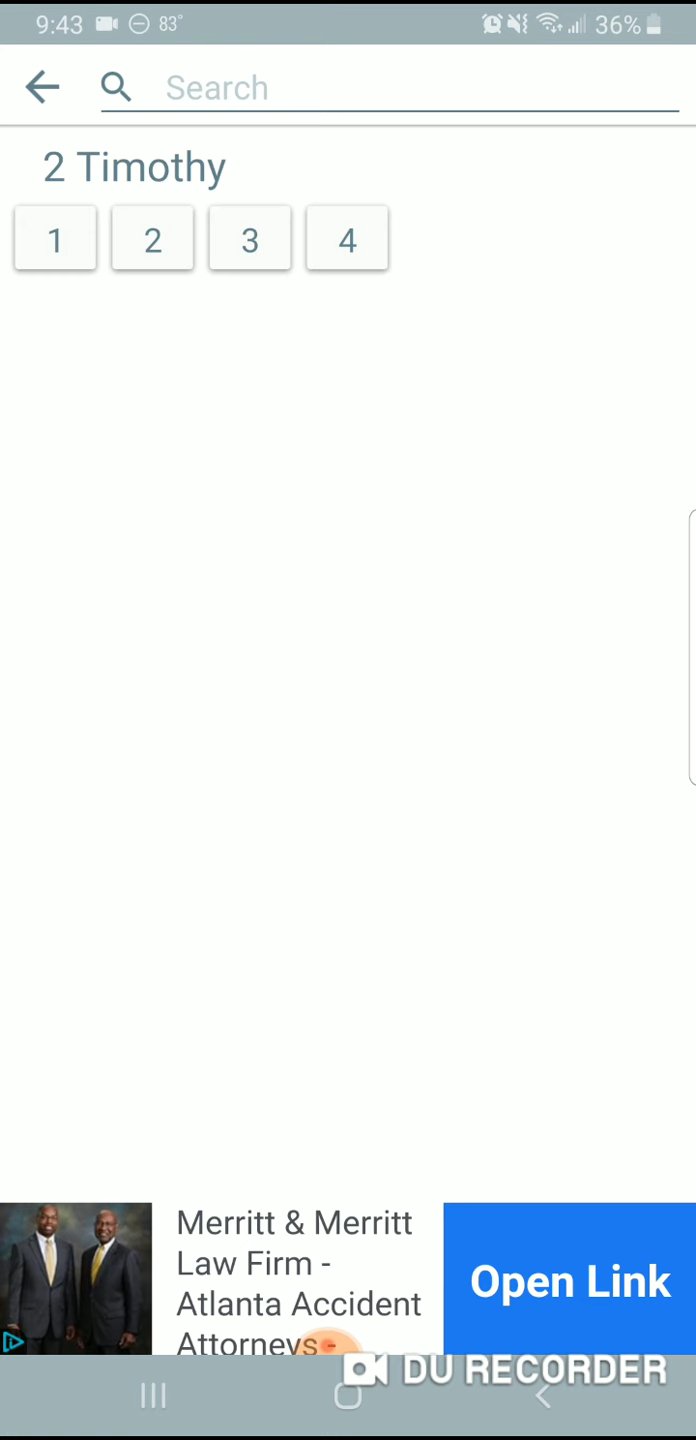 9:43 83° 36%
Search
2 Timothy
1 2 3 4
Merritt & Merritt
Law Firm -
Atlanta Accident
Attorneys -
Open Link
DU RECORDER